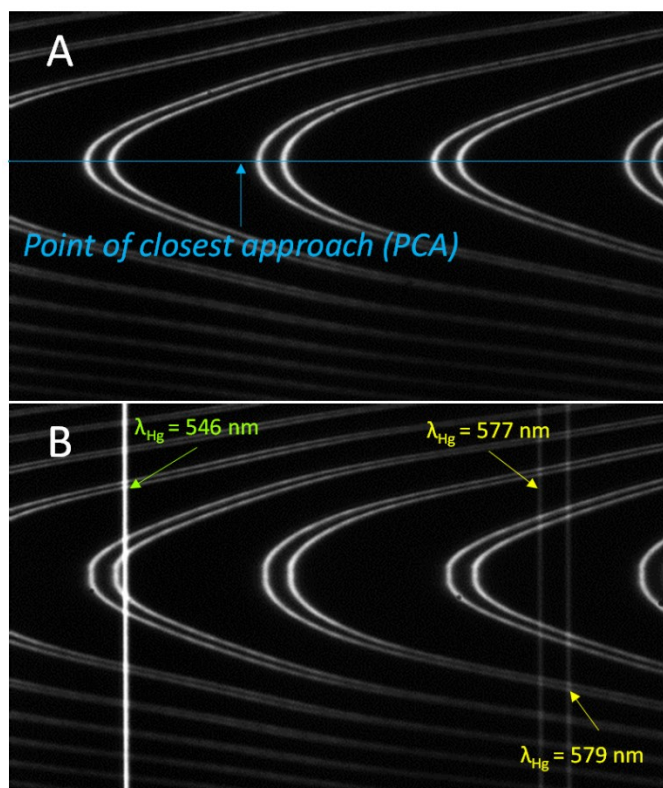 A
Point of closest approach (PCA)
B
λHg = 546 nm
λHg = 577 nm
λHg = 579 nm